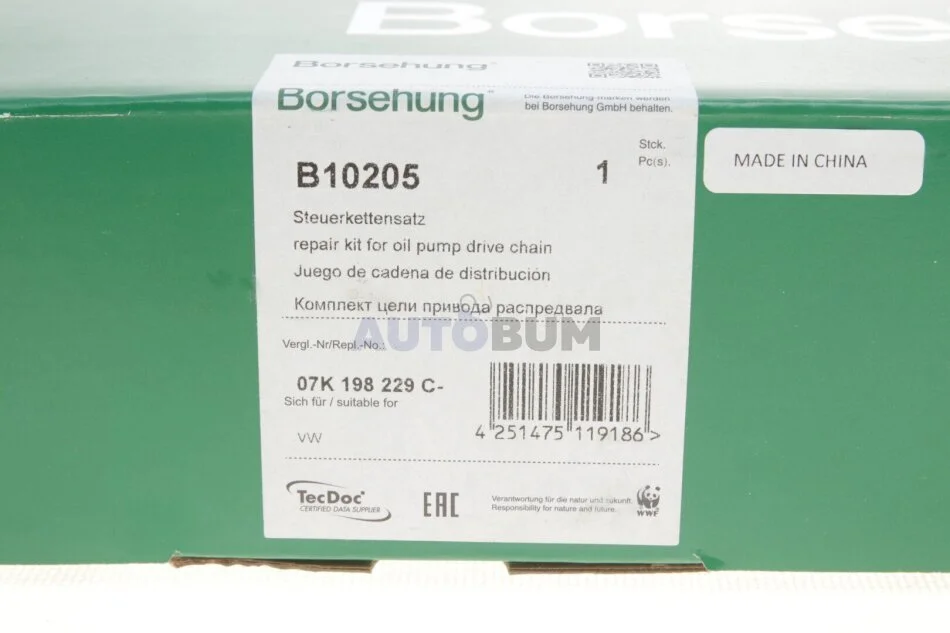 Borsehung
Borsehung
Borsehung
Die Borsehung marken werden
bei Borsehung GmbH behalten.
Stck.
Pc(s).
B10205
1
MADE IN CHINA
Steuerkettensatz
repair kit for oil pump drive chain
Juego de cadena de distribución
Комплект цепи привода распредвала
AUTOBUM
Vergl.-Nr/Repl.-No.:
07K 198 229 C-
Sich für / suitable for
VW
4 251475 119186 >
TecDoc
CERTIFIED DATA SUPPLIER
EAC
Verantwortung für die natur und zukunft.
Responsibility for nature and future.
WWF